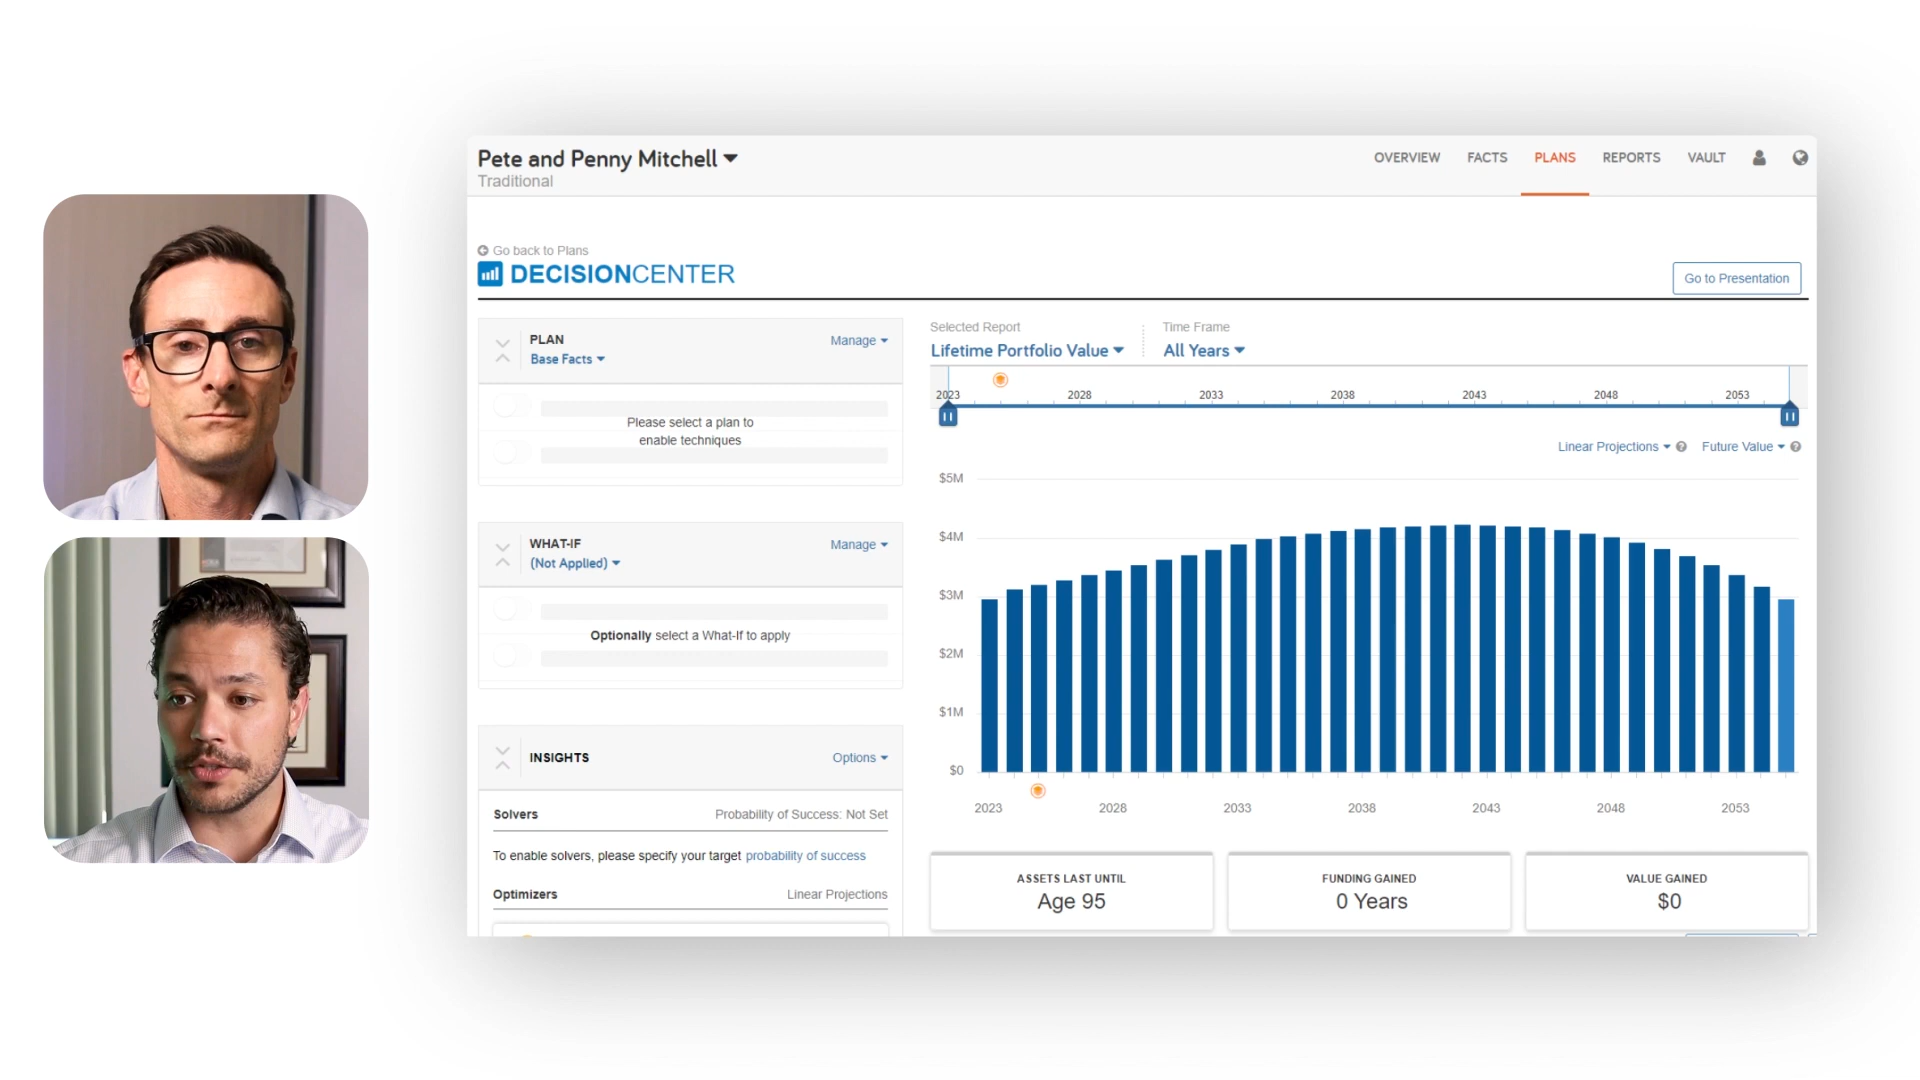 Pete and Penny Mitchell
Traditional
OVERVIEW
FACTS
PLANS
REPORTS
VAULT
Go back to Plans
DECISIONCENTER
Go to Presentation
PLAN
Base Facts
Manage
Please select a plan to
enable techniques
WHAT-IF
(Not Applied)
Manage
Optionally select a What-If to apply
INSIGHTS
Options
Solvers
Probability of Success: Not Set
To enable solvers, please specify your target probability of success
Optimizers
Linear Projections
Selected Report
Lifetime Portfolio Value
Time Frame
All Years
2023 2028 2033 2038 2043 2048 2053
Linear Projections ? Future Value ?
$5M
$4M
$3M
$2M
$1M
$0
2023 2028 2033 2038 2043 2048 2053
ASSETS LAST UNTIL
Age 95
FUNDING GAINED
0 Years
VALUE GAINED
$0